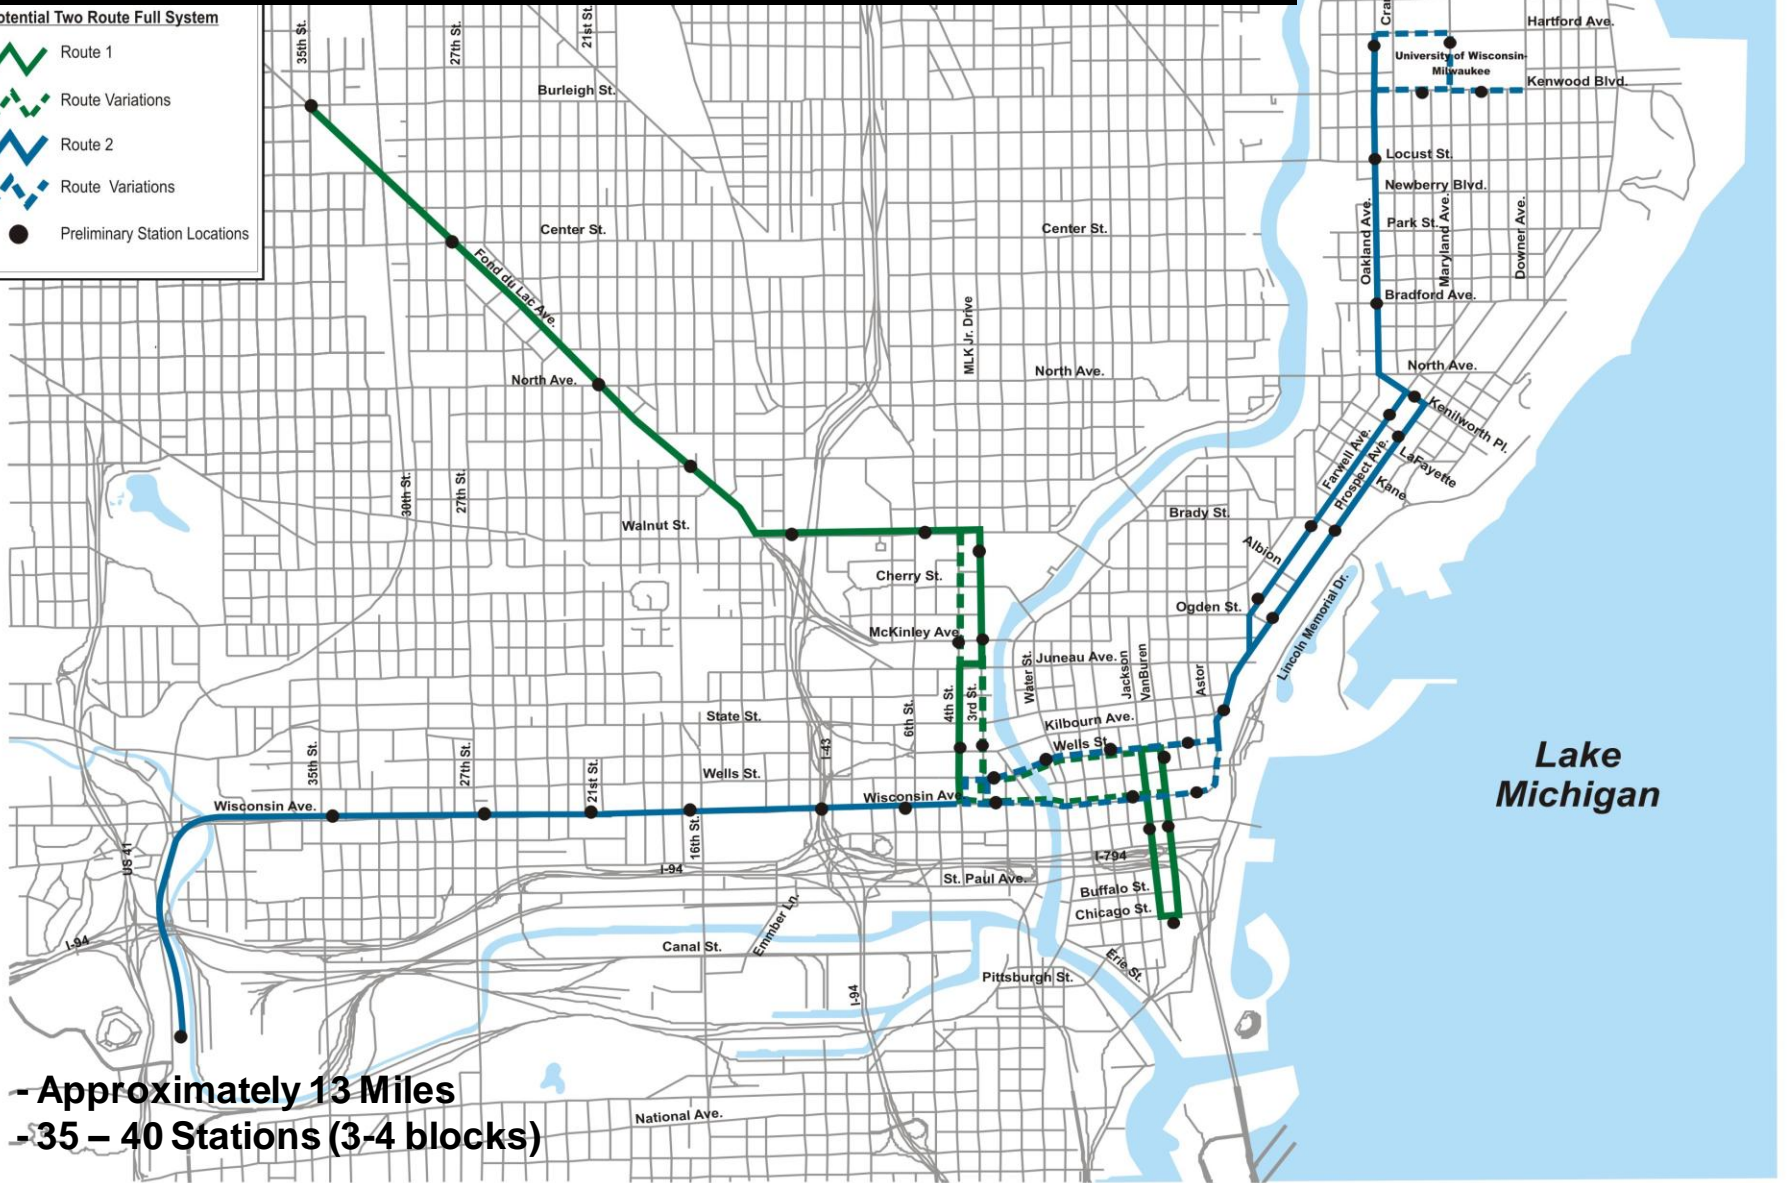 otential Two Route Full System
Route 1
Route Variations
Route 2
Route Variations
Preliminary Station Locations
35th St.
27th St.
21st St.
Burleigh St.
Hartford Ave.
University of Wisconsin-
Milwaukee
Kenwood Blvd.
Locust St.
Newberry Blvd.
Park St.
Oakland Ave.
Maryland Ave.
Downer Ave.
Bradford Ave.
Center St.
Center St.
Fond du Lac Ave.
MLK Jr. Drive
North Ave.
North Ave.
North Ave.
Kenilworth Pl.
Farwell Ave.
Prospect Ave.
LaFayette
Kane
30th St.
27th St.
Walnut St.
Brady St.
Albion
Cherry St.
Ogden St.
McKinley Ave
Lincoln Memorial Dr.
Juneau Ave.
Water St.
Jackson
VanBuren
Astor
4th St.
3rd St.
6th St.
State St.
Kilbourn Ave.
Wells St.
Wells St.
I-43
35th St.
27th St.
21st St.
Wisconsin Ave.
Wisconsin Ave
16th St.
US 41
I-94
I-794
St. Paul Ave.
Buffalo St.
Chicago St.
Emmber Ln.
I-94
Canal St.
Erie St.
Pittsburgh St.
I-94
National Ave.
Lake
Michigan
- Approximately 13 Miles
- 35 – 40 Stations (3-4 blocks)